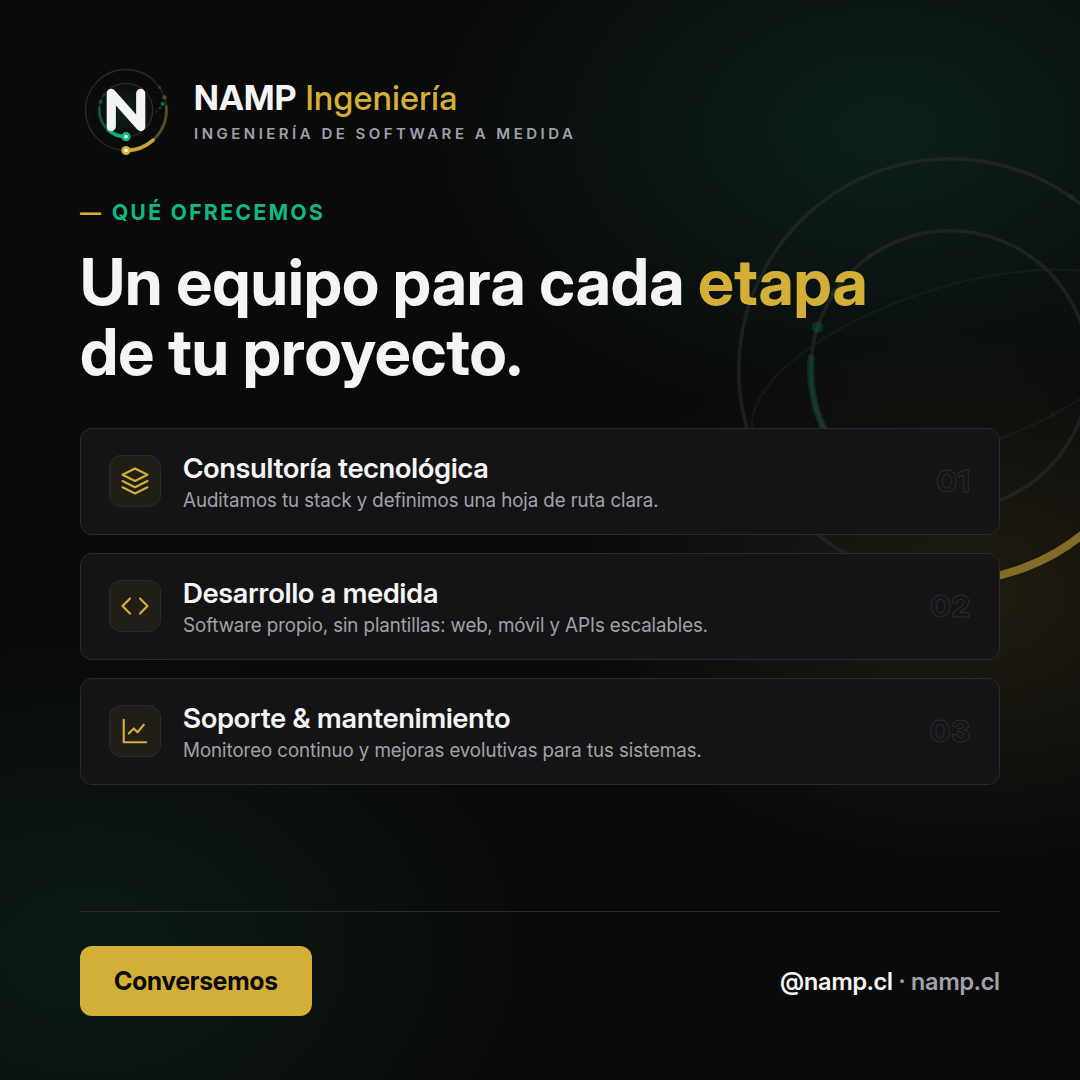 N
NAMP Ingeniería
INGENIERÍA DE SOFTWARE A MEDIDA
— QUÉ OFRECEMOS
Un equipo para cada etapa
de tu proyecto.
Consultoría tecnológica
Auditamos tu stack y definimos una hoja de ruta clara.
01
Desarrollo a medida
Software propio, sin plantillas: web, móvil y APIs escalables.
02
Soporte & mantenimiento
Monitoreo continuo y mejoras evolutivas para tus sistemas.
03
Conversemos
@namp.cl · namp.cl